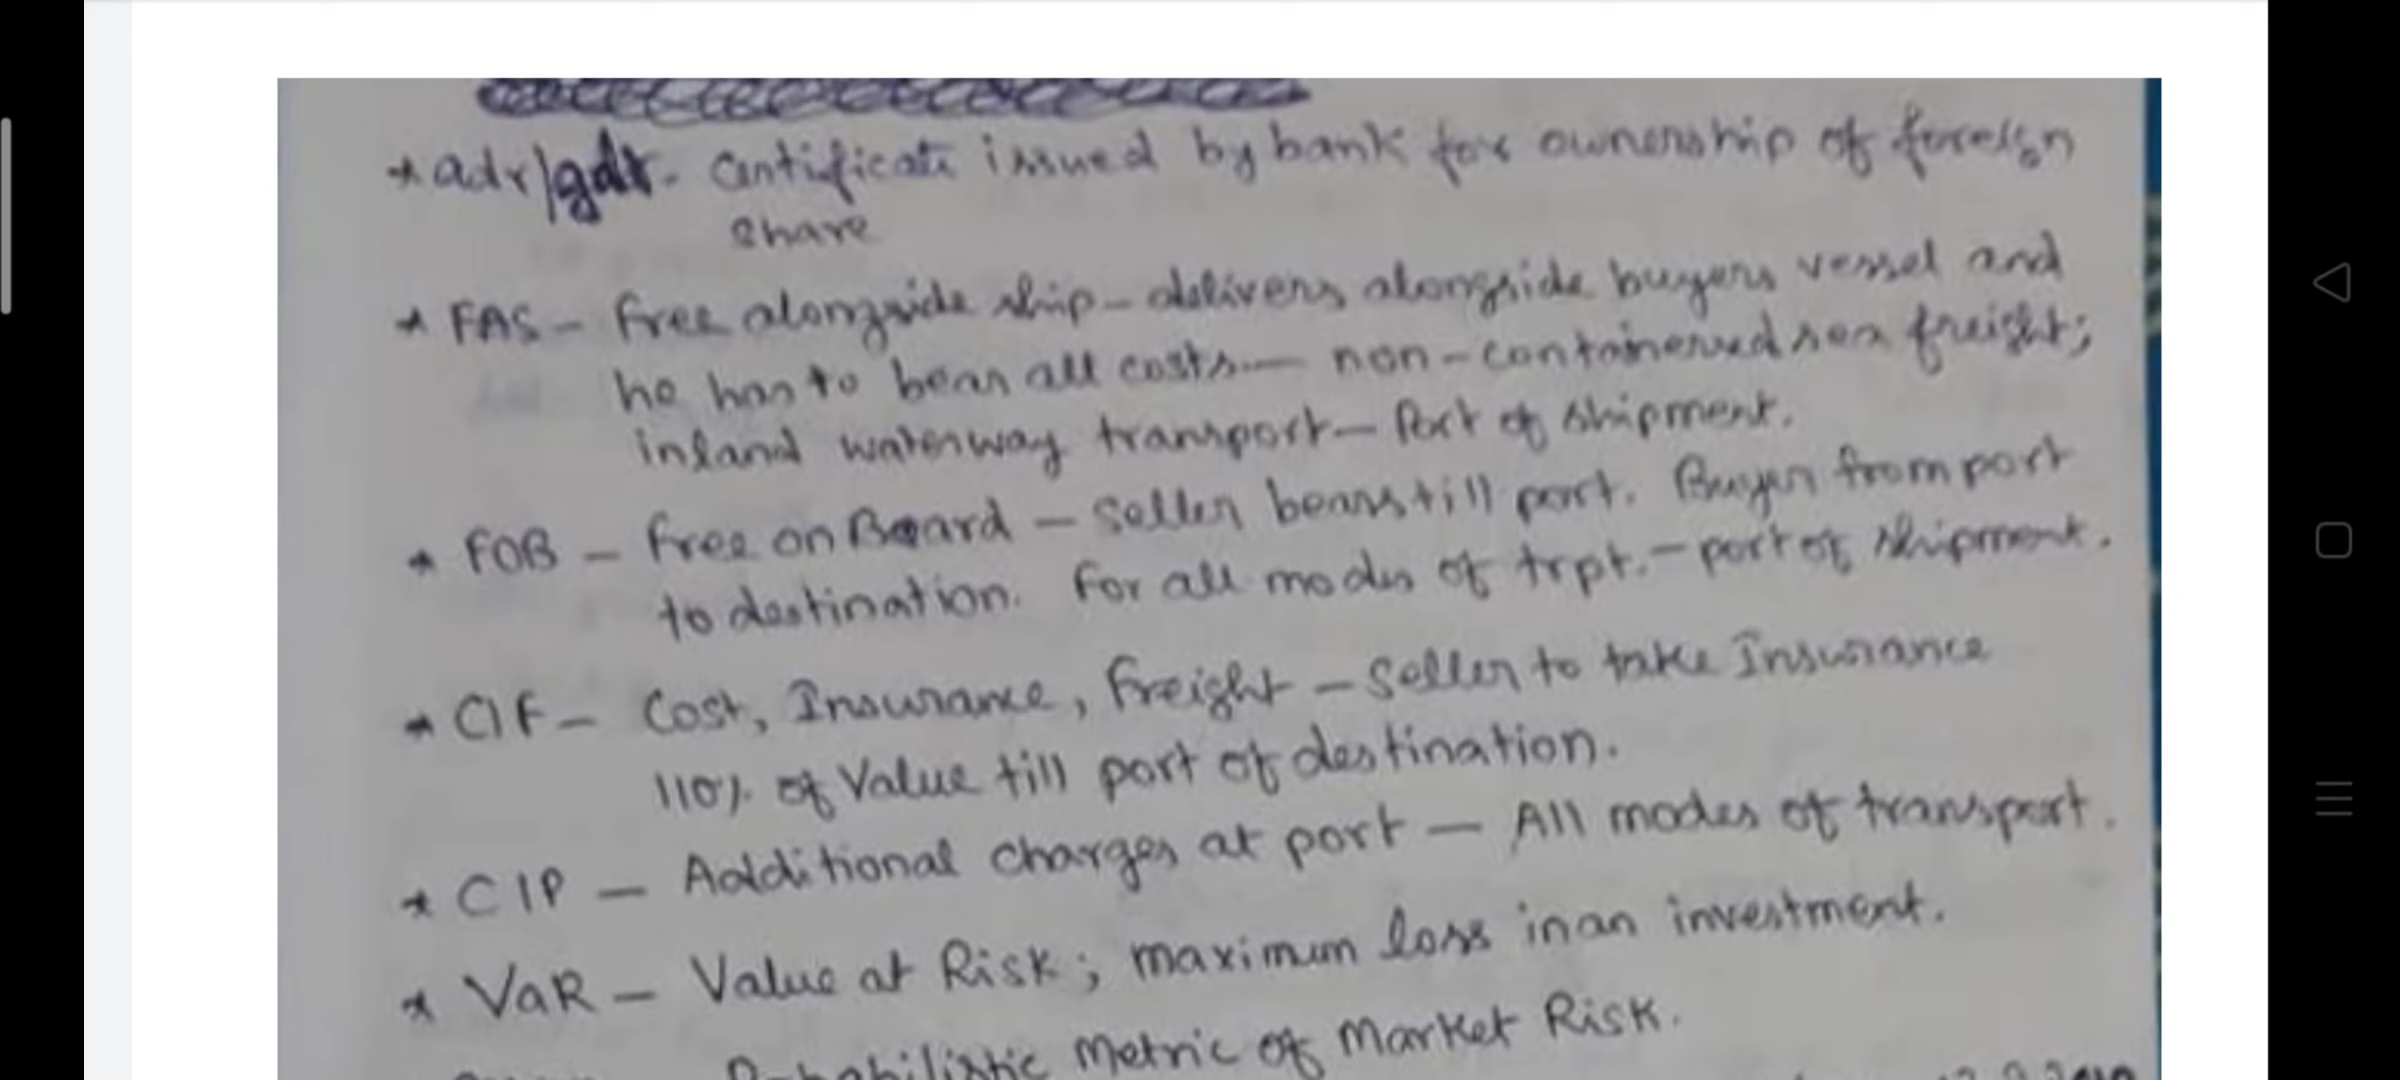 * adr/gdr - Certificate issued by bank for ownership of foreign
share
* FAS - Free alongside ship - delivers alongside buyers vessel and
he has to bear all costs - non-containerised sea freight;
inland waterway transport - Port of shipment.
* FOB - Free on Board - Seller bears till port. Buyer from port
to destination. For all modes of trpt. - port of shipment.
* CIF - Cost, Insurance, Freight - Seller to take Insurance
110% of Value till port of destination.
* CIP - Additional charges at port - All modes of transport.
* VaR - Value at Risk; maximum loss in an investment.
Probabilistic Metric of Market Risk.